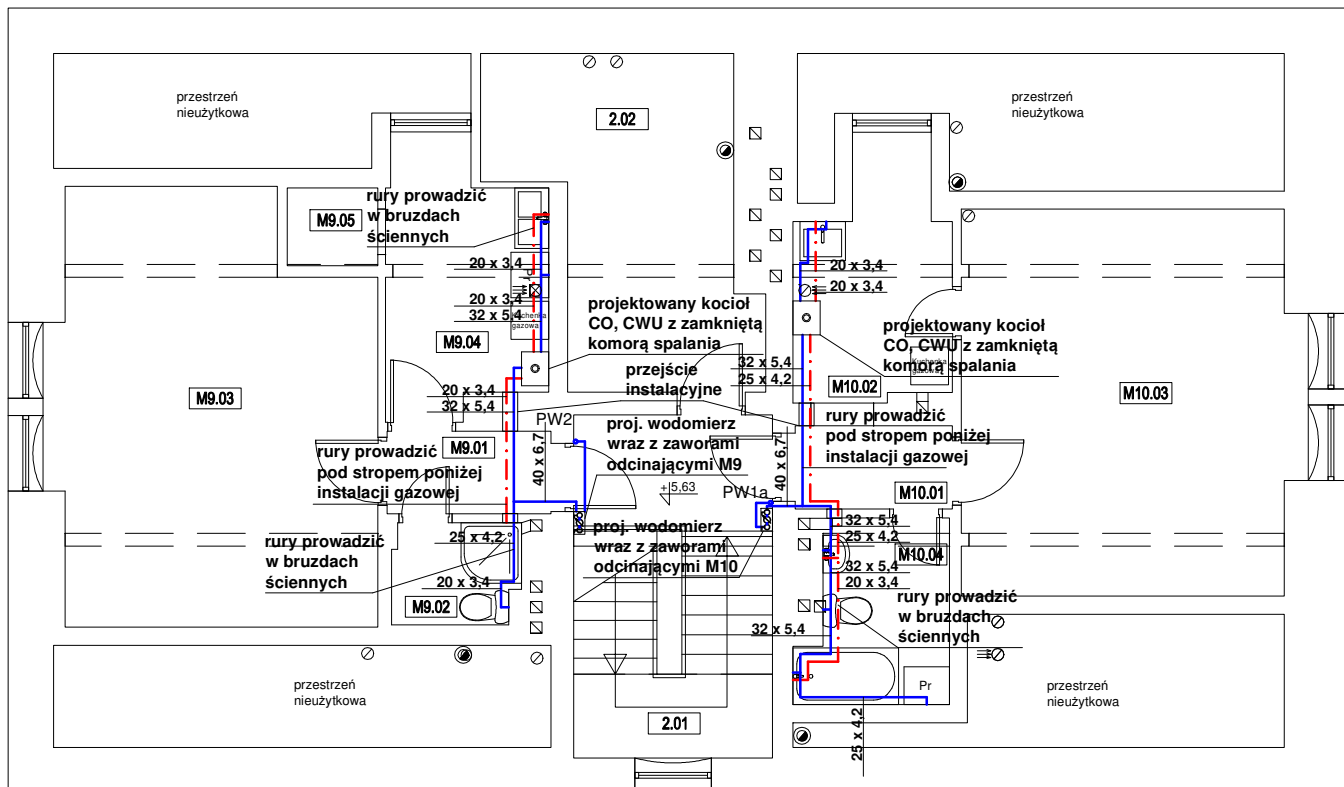 przestrzeń
nieużytkowa
2.02
przestrzeń
nieużytkowa
rury prowadzić
w bruzdach
ściennych
M9.05
20 x 3,4
Pr
20 x 3,4
32 x 5,4
Kuchenka
gazowa
M9.04
projektowany kocioł
CO, CWU z zamkniętą
komorą spalania
przejście
instalacyjne
20 x 3,4
20 x 3,4
projektowany kocioł
CO, CWU z zamkniętą
komorą spalania
Kuchenka
gazowa
32 x 5,4
25 x 4,2
M10.02
M10.03
M9.03
20 x 3,4
32 x 5,4
PW2
proj. wodomierz
wraz z zaworami
odcinającymi M9
rury prowadzić
pod stropem poniżej
instalacji gazowej
M9.01
rury prowadzić
pod stropem poniżej
instalacji gazowej
40 x 6,7
40 x 6,7
+5,63
PW1a
M10.01
25 x 4,2
proj. wodomierz
wraz z zaworami
odcinającymi M10
32 x 5,4
25 x 4,2
M10.04
32 x 5,4
20 x 3,4
rury prowadzić
w bruzdach
ściennych
20 x 3,4
M9.02
rury prowadzić
w bruzdach
ściennych
32 x 5,4
przestrzeń
nieużytkowa
2.01
Pr
25 x 4,2
przestrzeń
nieużytkowa